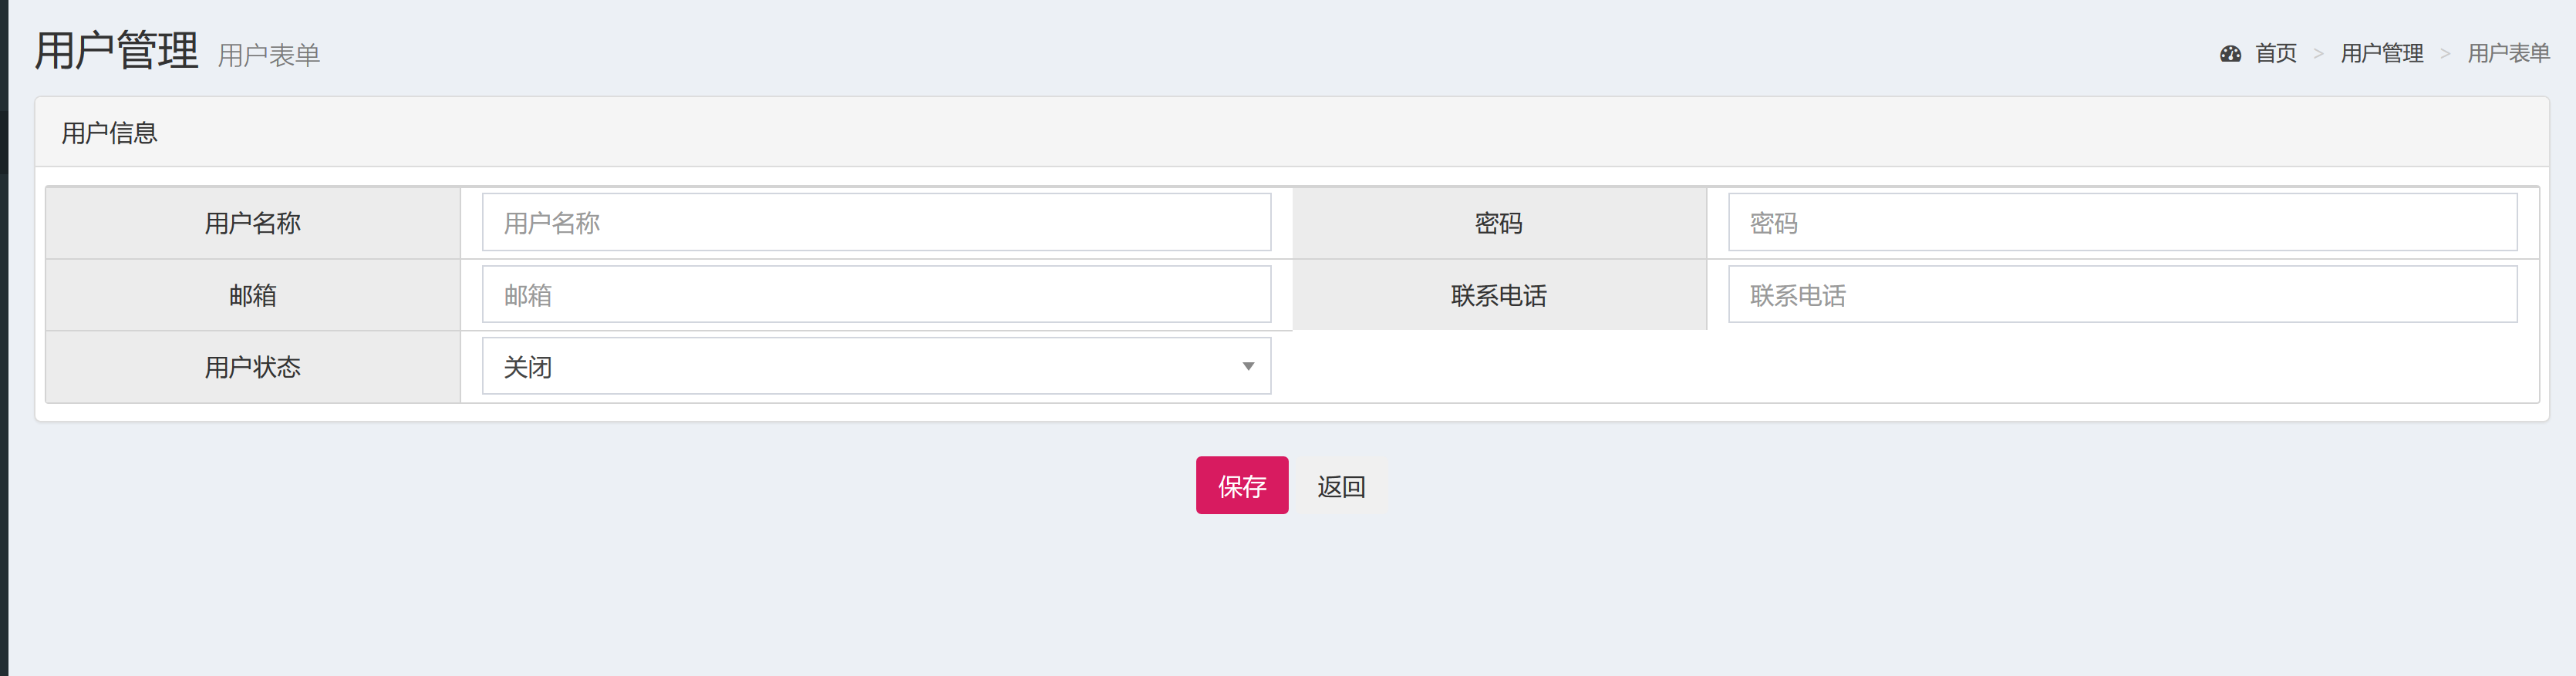 用户管理 用户表单
首页 > 用户管理 > 用户表单
用户信息
用户名称 用户名称 密码 密码
邮箱 邮箱 联系电话 联系电话
用户状态 关闭
保存 返回